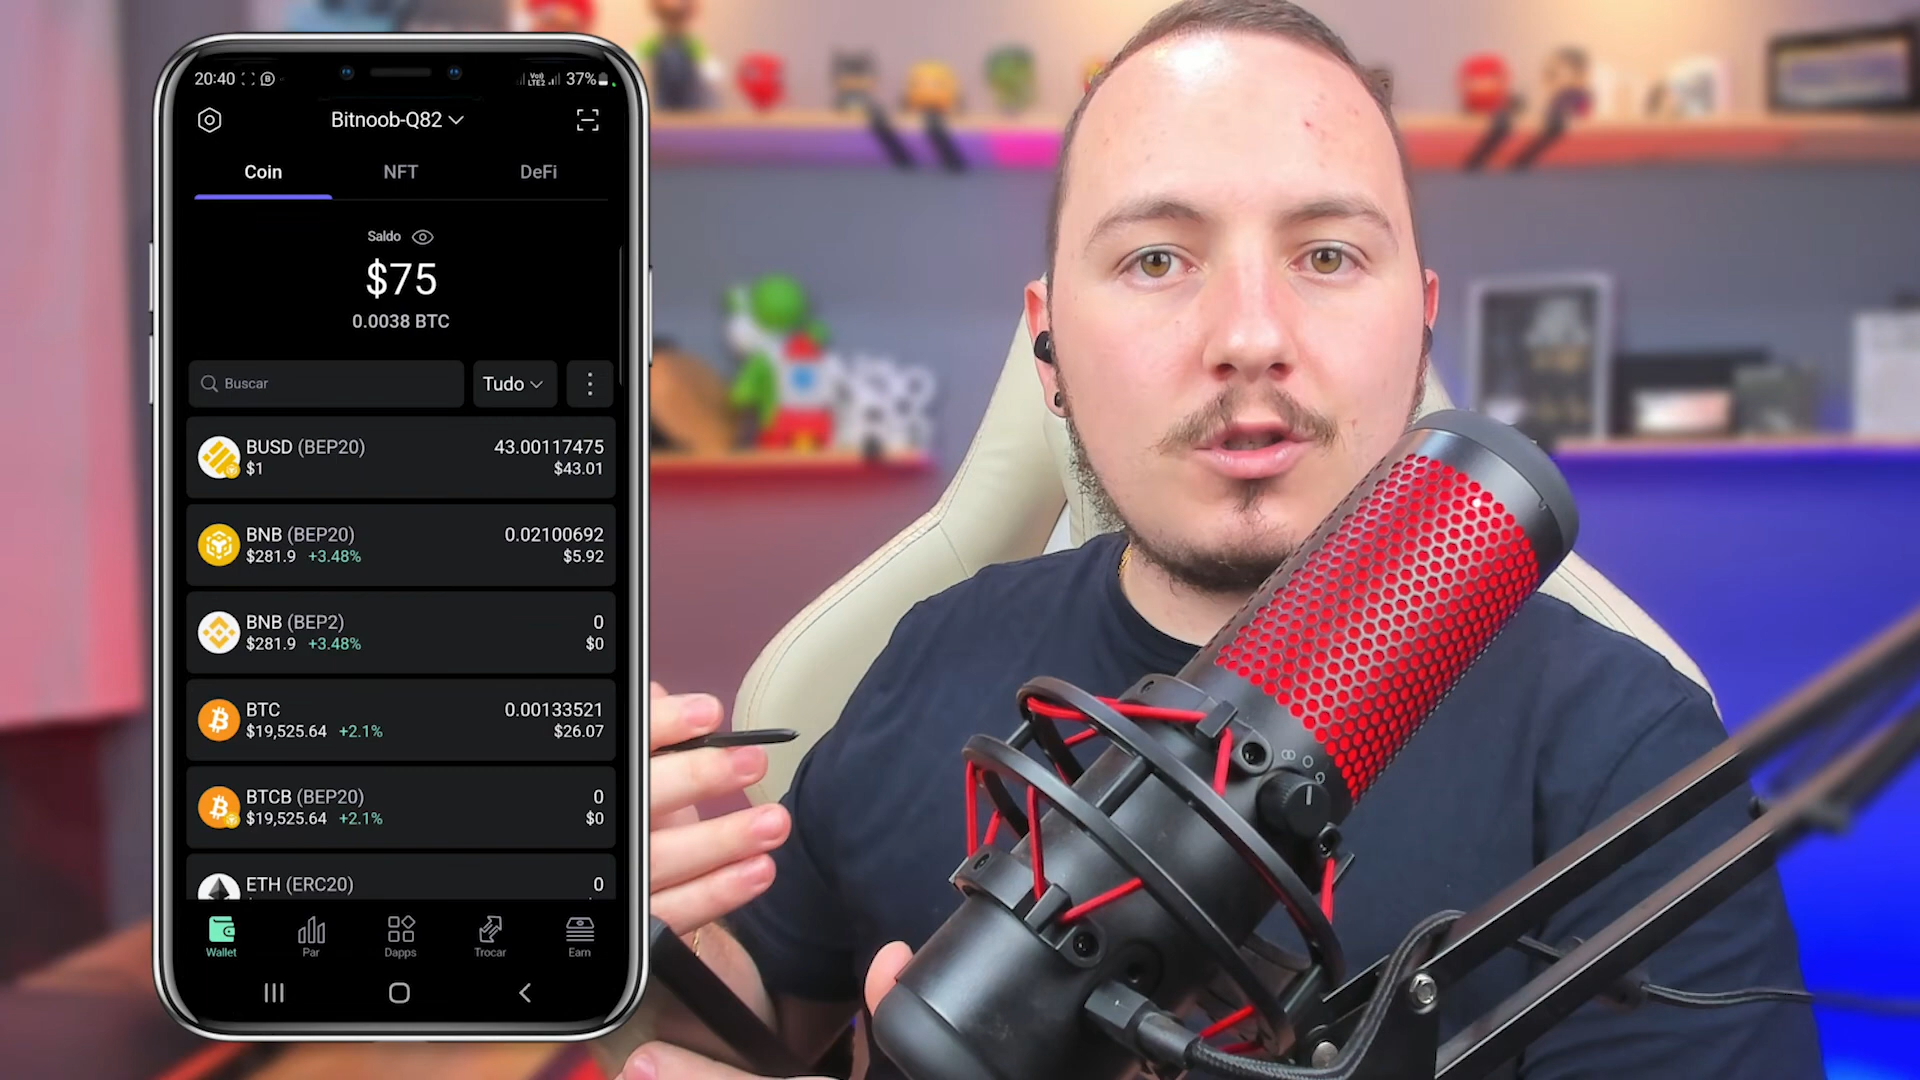 20:40
Vo))
LTE2
37%
Bitnoob-Q82
Coin
NFT
DeFi
Saldo
$75
0.0038 BTC
Buscar
Tudo
BUSD (BEP20)
43.00117475
$1
$43.01
BNB (BEP20)
0.02100692
$281.9 +3.48%
$5.92
BNB (BEP2)
0
$281.9 +3.48%
$0
BTC
0.00133521
$19,525.64 +2.1%
$26.07
BTCB (BEP20)
0
$19,525.64 +2.1%
$0
ETH (ERC20)
0
Wallet
Par
Dapps
Trocar
Earn